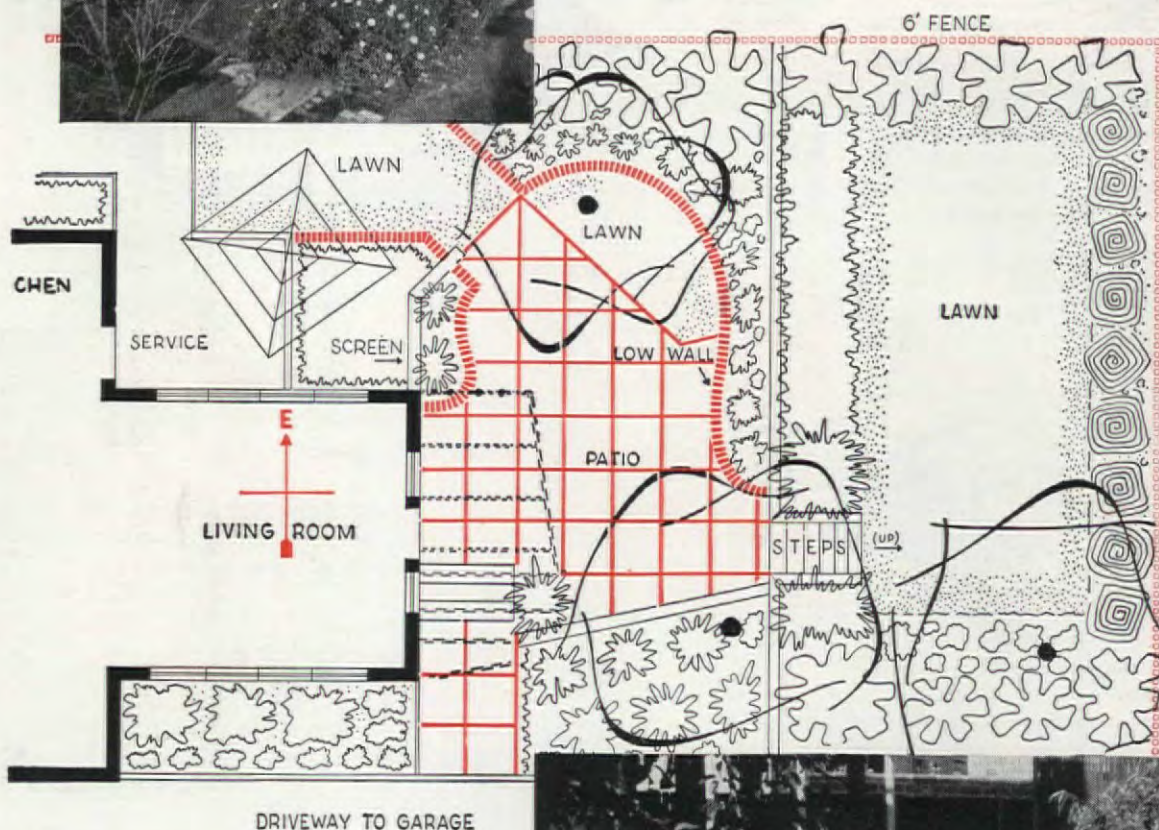 6' FENCE
LAWN
LAWN
CHEN
SERVICE
SCREEN
LAWN
LOW WALL
E
PATIO
LIVING ROOM
STEPS
(UP)
DRIVEWAY TO GARAGE